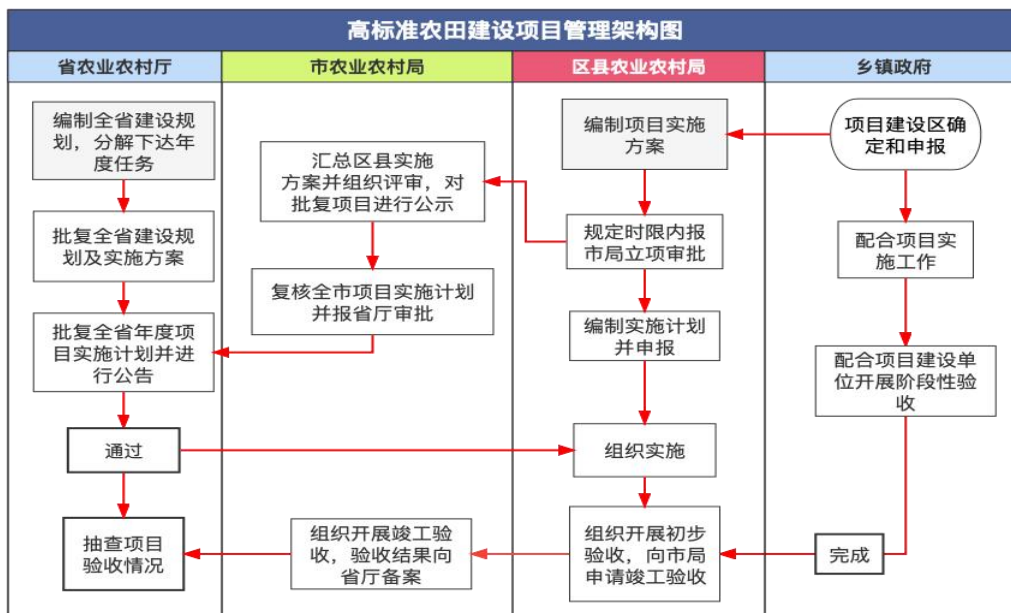 高标准农田建设项目管理架构图
省农业农村厅
市农业农村局
区县农业农村局
乡镇政府
编制全省建设规
划，分解下达年
度任务
批复全省建设规
划及实施方案
批复全省年度项
目实施计划并进
行公告
通过
抽查项目
验收情况
汇总区县实施
方案并组织评审，对
批复项目进行公示
复核全市项目实施计划
并报省厅审批
组织开展竣工验
收，验收结果向
省厅备案
编制项目实施
方案
规定时限内报
市局立项审批
编制实施计划
并申报
组织实施
组织开展初步
验收，向市局
申请竣工验收
项目建设区确
定和申报
配合项目实
施工作
配合项目建设单
位开展阶段性验
收
完成